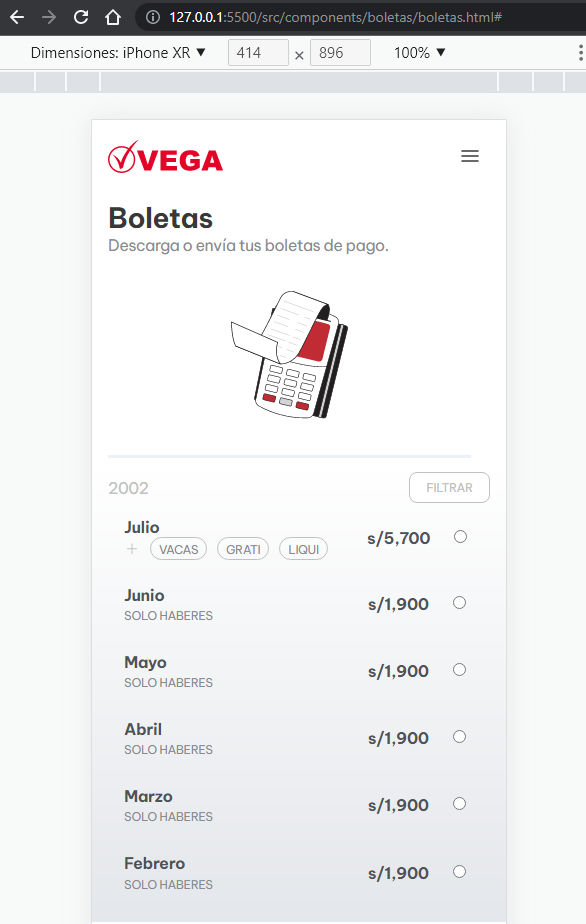 127.0.0.1:5500/src/components/boletas/boletas.html#
Dimensiones: iPhone XR ▼ 414 × 896 100% ▼
VEGA
Boletas
Descarga o envía tus boletas de pago.
2002 FILTRAR
Julio
+ VACAS GRATI LIQUI s/5,700
Junio
SOLO HABERES s/1,900
Mayo
SOLO HABERES s/1,900
Abril
SOLO HABERES s/1,900
Marzo
SOLO HABERES s/1,900
Febrero
SOLO HABERES s/1,900